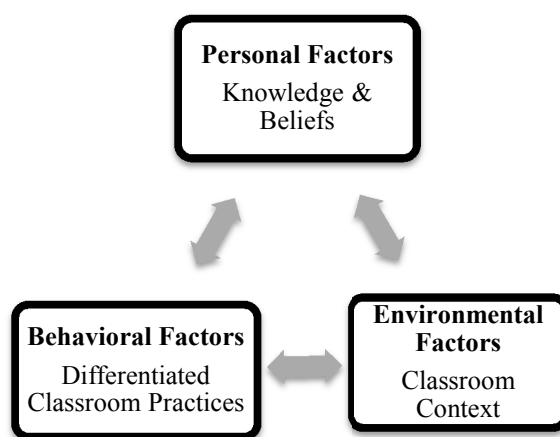 Personal Factors
Knowledge &
Beliefs
Behavioral Factors
Differentiated
Classroom Practices
Environmental
Factors
Classroom
Context